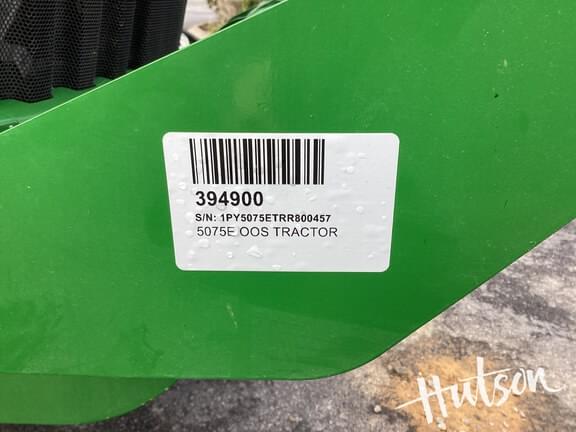 394900
S/N: 1PY5075ETRR800457
5075E OOS TRACTOR
Hutson